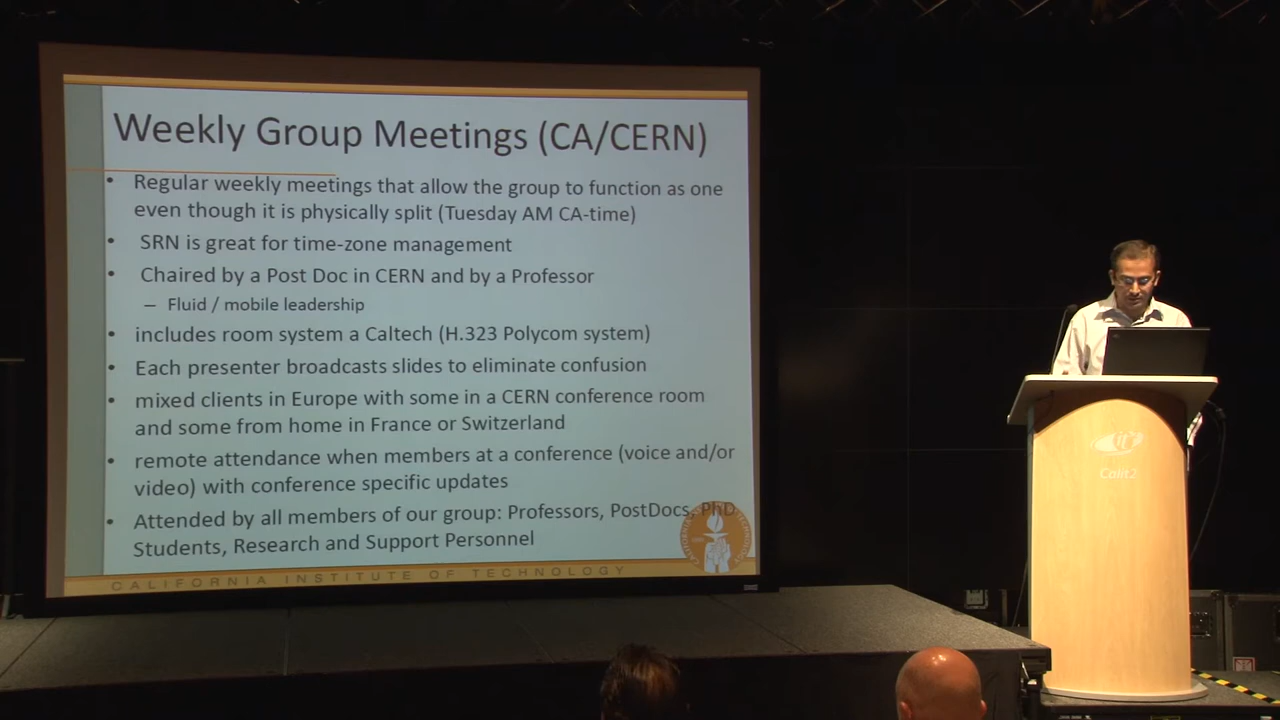 Weekly Group Meetings (CA/CERN)
• Regular weekly meetings that allow the group to function as one
even though it is physically split (Tuesday AM CA-time)
• SRN is great for time-zone management
• Chaired by a Post Doc in CERN and by a Professor
– Fluid / mobile leadership
• includes room system a Caltech (H.323 Polycom system)
• Each presenter broadcasts slides to eliminate confusion
• mixed clients in Europe with some in a CERN conference room
and some from home in France or Switzerland
• remote attendance when members at a conference (voice and/or
video) with conference specific updates
• Attended by all members of our group: Professors, PostDocs, PhD
Students, Research and Support Personnel
CALIFORNIA INSTITUTE OF TECHNOLOGY
Calit2